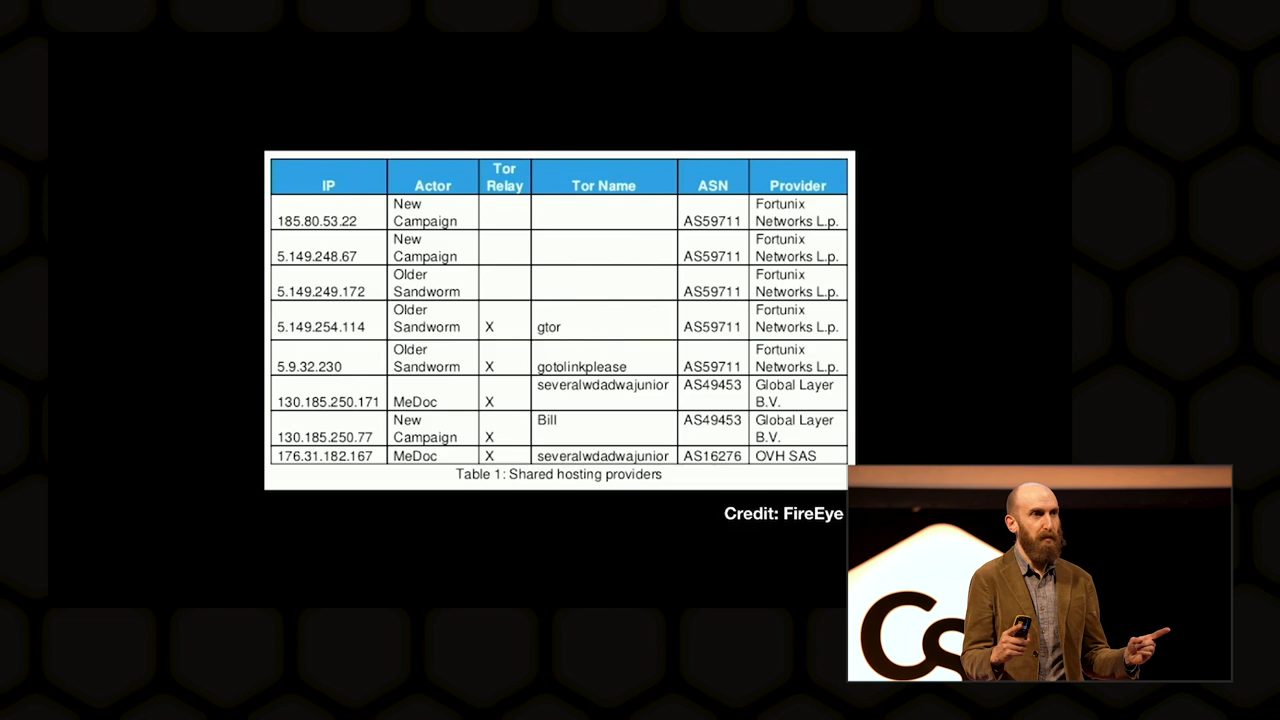 IP Actor Tor Relay Tor Name ASN Provider
185.80.53.22 New Campaign AS59711 Fortunix Networks L.p.
5.149.248.67 New Campaign AS59711 Fortunix Networks L.p.
5.149.249.172 Older Sandworm AS59711 Fortunix Networks L.p.
5.149.254.114 Older Sandworm X gtor AS59711 Fortunix Networks L.p.
5.9.32.230 Older Sandworm X gotolinkplease AS59711 Fortunix Networks L.p.
130.185.250.171 MeDoc X severalwdadwajunior AS49453 Global Layer B.V.
130.185.250.77 New Campaign X Bill AS49453 Global Layer B.V.
176.31.182.167 MeDoc X severalwdadwajunior AS16276 OVH SAS
Table 1: Shared hosting providers
Credit: FireEye
Cs